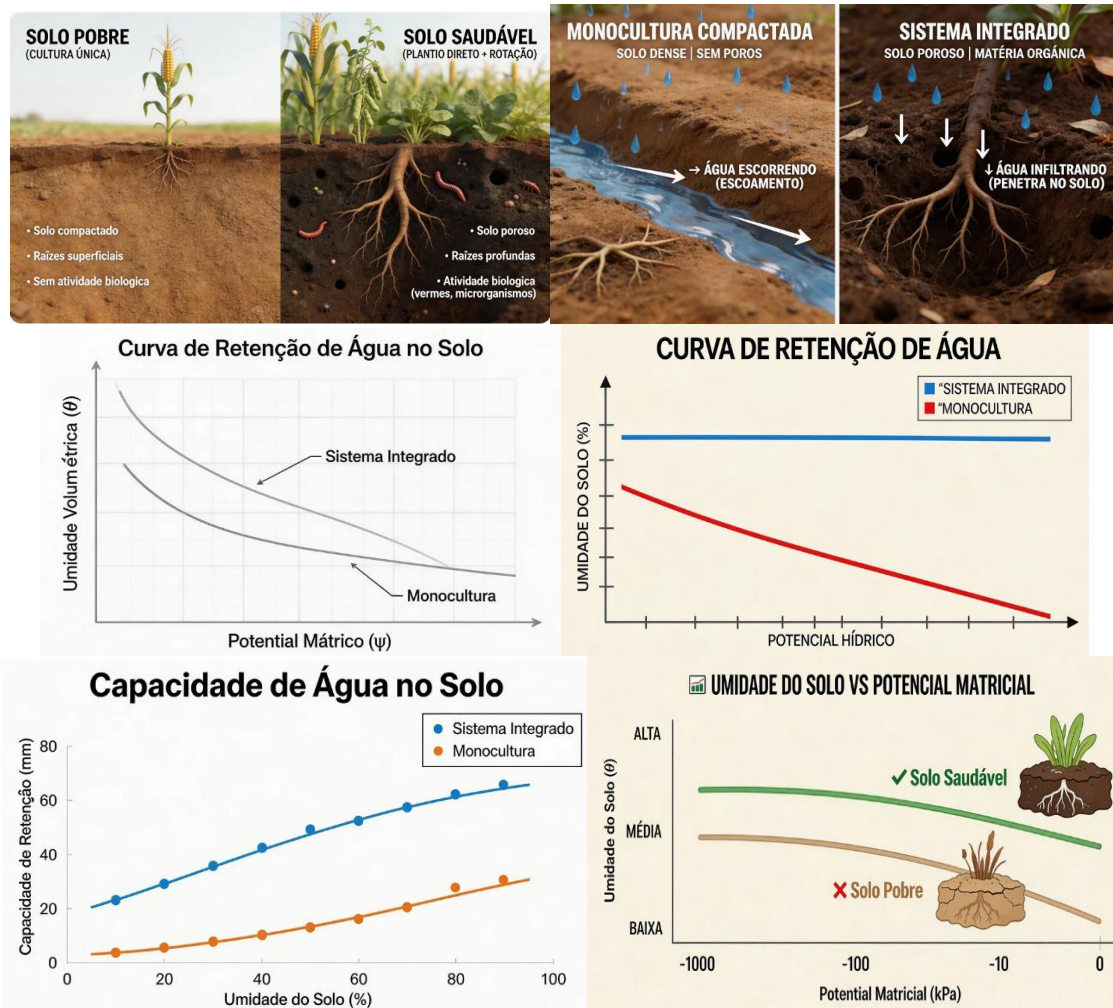 SOLO POBRE
(CULTURA ÚNICA)
• Solo compactado
• Raízes superficiais
• Sem atividade biologica
SOLO SAUDÁVEL
(PLANTIO DIRETO + ROTAÇÃO)
• Solo poroso
• Raízes profundas
• Atividade biologica
(vermes, microrganismos)
MONOCULTURA COMPACTADA
SOLO DENSE | SEM POROS
→ ÁGUA ESCORRENDO
(ESCOAMENTO)
SISTEMA INTEGRADO
SOLO POROSO | MATÉRIA ORGÂNICA
↓ ÁGUA INFILTRANDO
(PENETRA NO SOLO)
Curva de Retenção de Água no Solo
Umidade Volum étrica (θ)
Sistema Integrado
Monocultura
Potential Mátrico (ψ)
CURVA DE RETENÇÃO DE ÁGUA
"SISTEMA INTEGRADO
"MONOCULTURA
UMIDADE DO SOLO (%)
POTENCIAL HÍDRICO
Capacidade de Água no Solo
Sistema Integrado
Monocultura
Capacidade de Retenção (mm)
80
60
40
20
0
0 20 40 60 80 100
Umidade do Solo (%)
UMIDADE DO SOLO VS POTENCIAL MATRICIAL
Umidade do Solo (θ)
ALTA
MÉDIA
BAIXA
✓ Solo Saudável
✗ Solo Pobre
-1000 -100 -10 0
Potential Matricial (kPa)